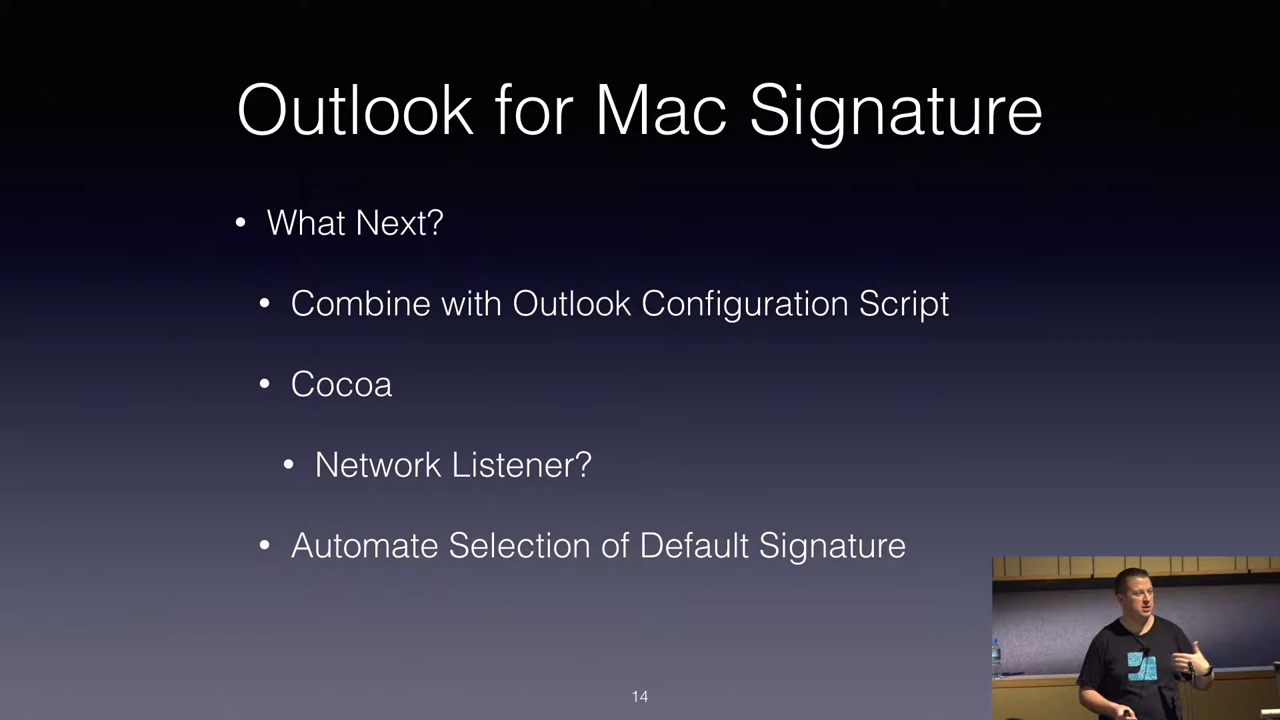 Outlook for Mac Signature
• What Next?
• Combine with Outlook Configuration Script
• Cocoa
• Network Listener?
• Automate Selection of Default Signature
14